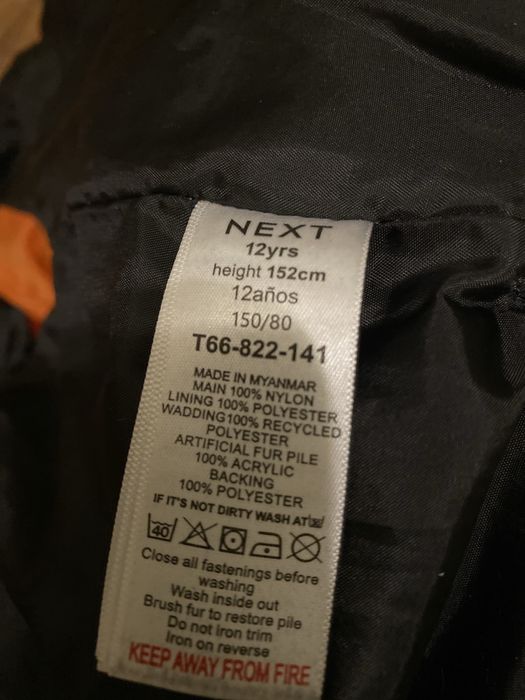 NEXT
12yrs
height 152cm
12años
150/80
T66-822-141
MADE IN MYANMAR
MAIN 100% NYLON
LINING 100% POLYESTER
WADDING100% RECYCLED
POLYESTER
ARTIFICIAL FUR PILE
100% ACRYLIC
BACKING
100% POLYESTER
IF IT'S NOT DIRTY WASH AT
40
Close all fastenings before
washing
Wash inside out
Brush fur to restore pile
Do not iron trim
Iron on reverse
KEEP AWAY FROM FIRE